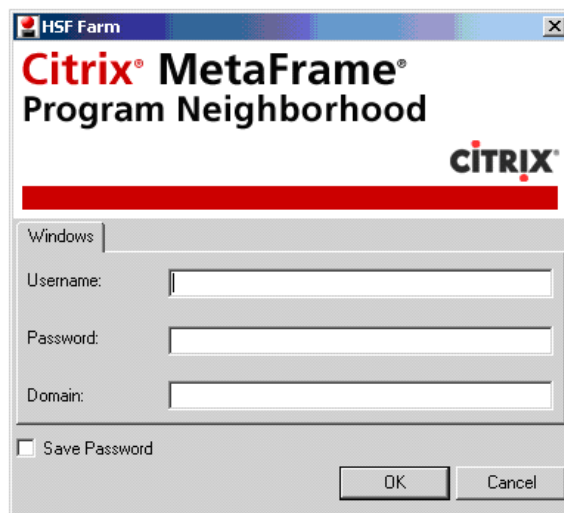 HSF Farm
Citrix® MetaFrame®
Program Neighborhood
CITRIX®
Windows
Username:
Password:
Domain:
Save Password
OK Cancel